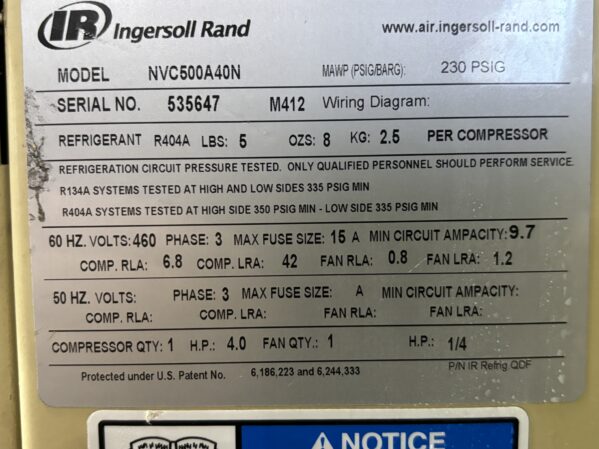 IR Ingersoll Rand www.air.ingersoll-rand.com
MODEL NVC500A40N MAWP (PSIG/BARG): 230 PSIG
SERIAL NO. 535647 M412 Wiring Diagram:
REFRIGERANT R404A LBS: 5 OZS: 8 KG: 2.5 PER COMPRESSOR
REFRIGERATION CIRCUIT PRESSURE TESTED. ONLY QUALIFIED PERSONNEL SHOULD PERFORM SERVICE.
R134A SYSTEMS TESTED AT HIGH AND LOW SIDES 335 PSIG MIN
R404A SYSTEMS TESTED AT HIGH SIDE 350 PSIG MIN - LOW SIDE 335 PSIG MIN
60 HZ. VOLTS: 460 PHASE: 3 MAX FUSE SIZE: 15 A MIN CIRCUIT AMPACITY: 9.7
COMP. RLA: 6.8 COMP. LRA: 42 FAN RLA: 0.8 FAN LRA: 1.2
50 HZ. VOLTS: PHASE: 3 MAX FUSE SIZE: A MIN CIRCUIT AMPACITY:
COMP. RLA: COMP. LRA: FAN RLA: FAN LRA:
COMPRESSOR QTY: 1 H.P.: 4.0 FAN QTY.: 1 H.P.: 1/4
Protected under U.S. Patent No. 6,186,223 and 6,244,333 P/N IR Refrig.QDF
NOTICE